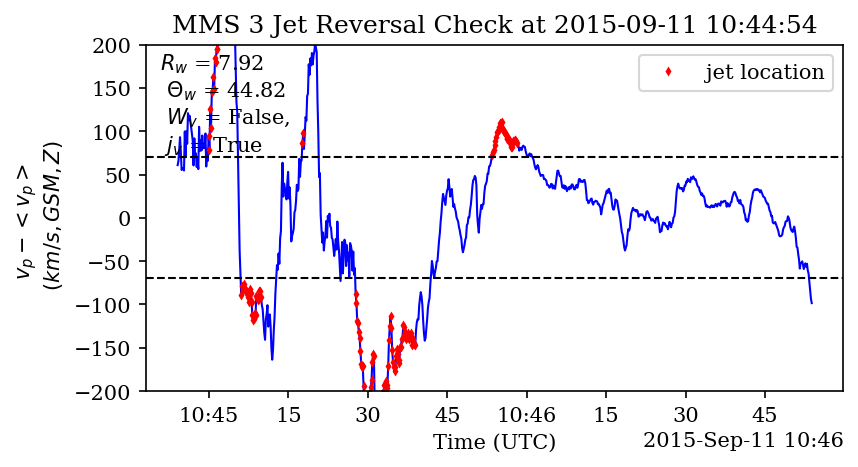 MMS 3 Jet Reversal Check at 2015-09-11 10:44:54
R_w = 7.92
Θ_w = 44.82
W_v = False,
j_v = True
jet location
v_p − < v_p >
(km/s, GSM, Z)
200
150
100
50
0
−50
−100
−150
−200
10:45 15 30 45 10:46 15 30 45
Time (UTC)
2015-Sep-11 10:46